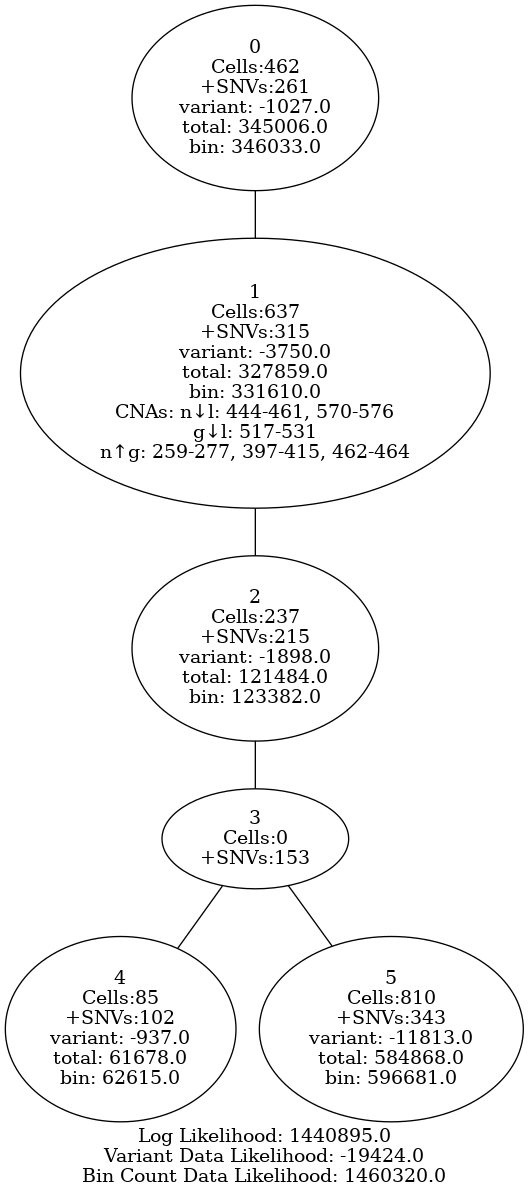 0
Cells:462
+SNVs:261
variant: -1027.0
total: 345006.0
bin: 346033.0
1
Cells:637
+SNVs:315
variant: -3750.0
total: 327859.0
bin: 331610.0
CNAs: n↓l: 444-461, 570-576
g↓l: 517-531
n↑g: 259-277, 397-415, 462-464
2
Cells:237
+SNVs:215
variant: -1898.0
total: 121484.0
bin: 123382.0
3
Cells:0
+SNVs:153
4
Cells:85
+SNVs:102
variant: -937.0
total: 61678.0
bin: 62615.0
5
Cells:810
+SNVs:343
variant: -11813.0
total: 584868.0
bin: 596681.0
Log Likelihood: 1440895.0
Variant Data Likelihood: -19424.0
Bin Count Data Likelihood: 1460320.0